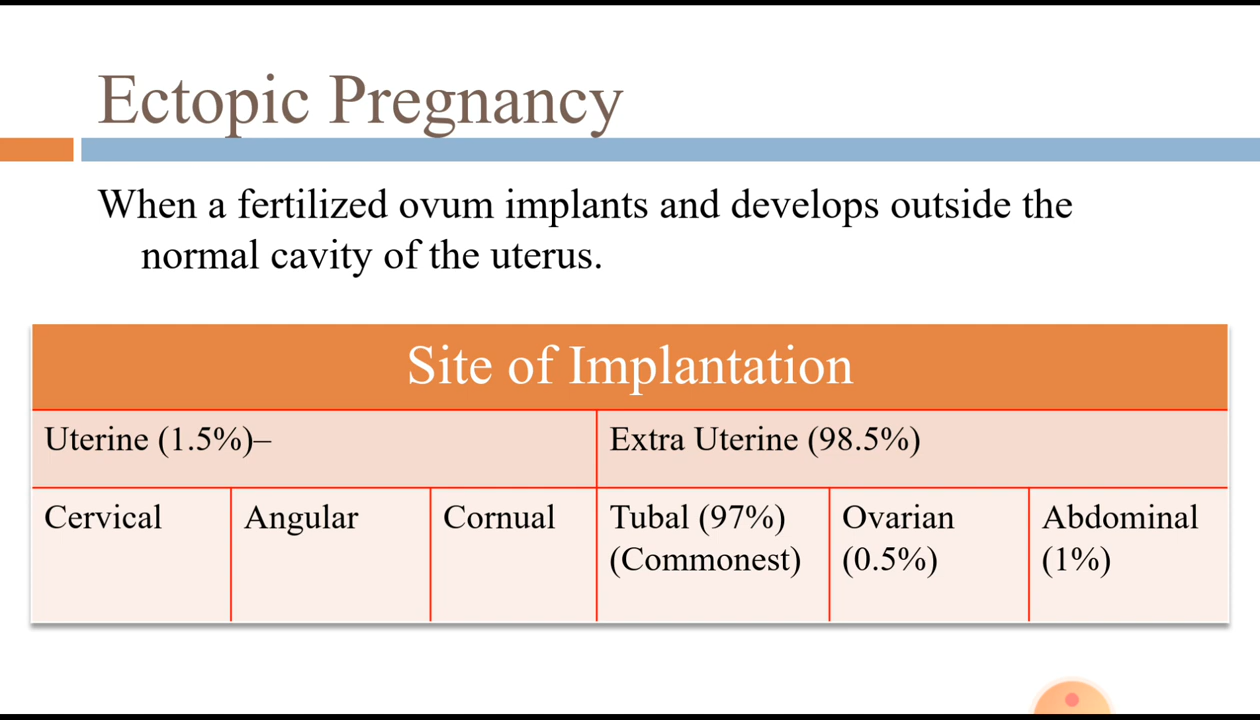 Ectopic Pregnancy
When a fertilized ovum implants and develops outside the
normal cavity of the uterus.
Site of Implantation
Uterine (1.5%)–
Extra Uterine (98.5%)
Cervical
Angular
Cornual
Tubal (97%)
(Commonest)
Ovarian
(0.5%)
Abdominal
(1%)